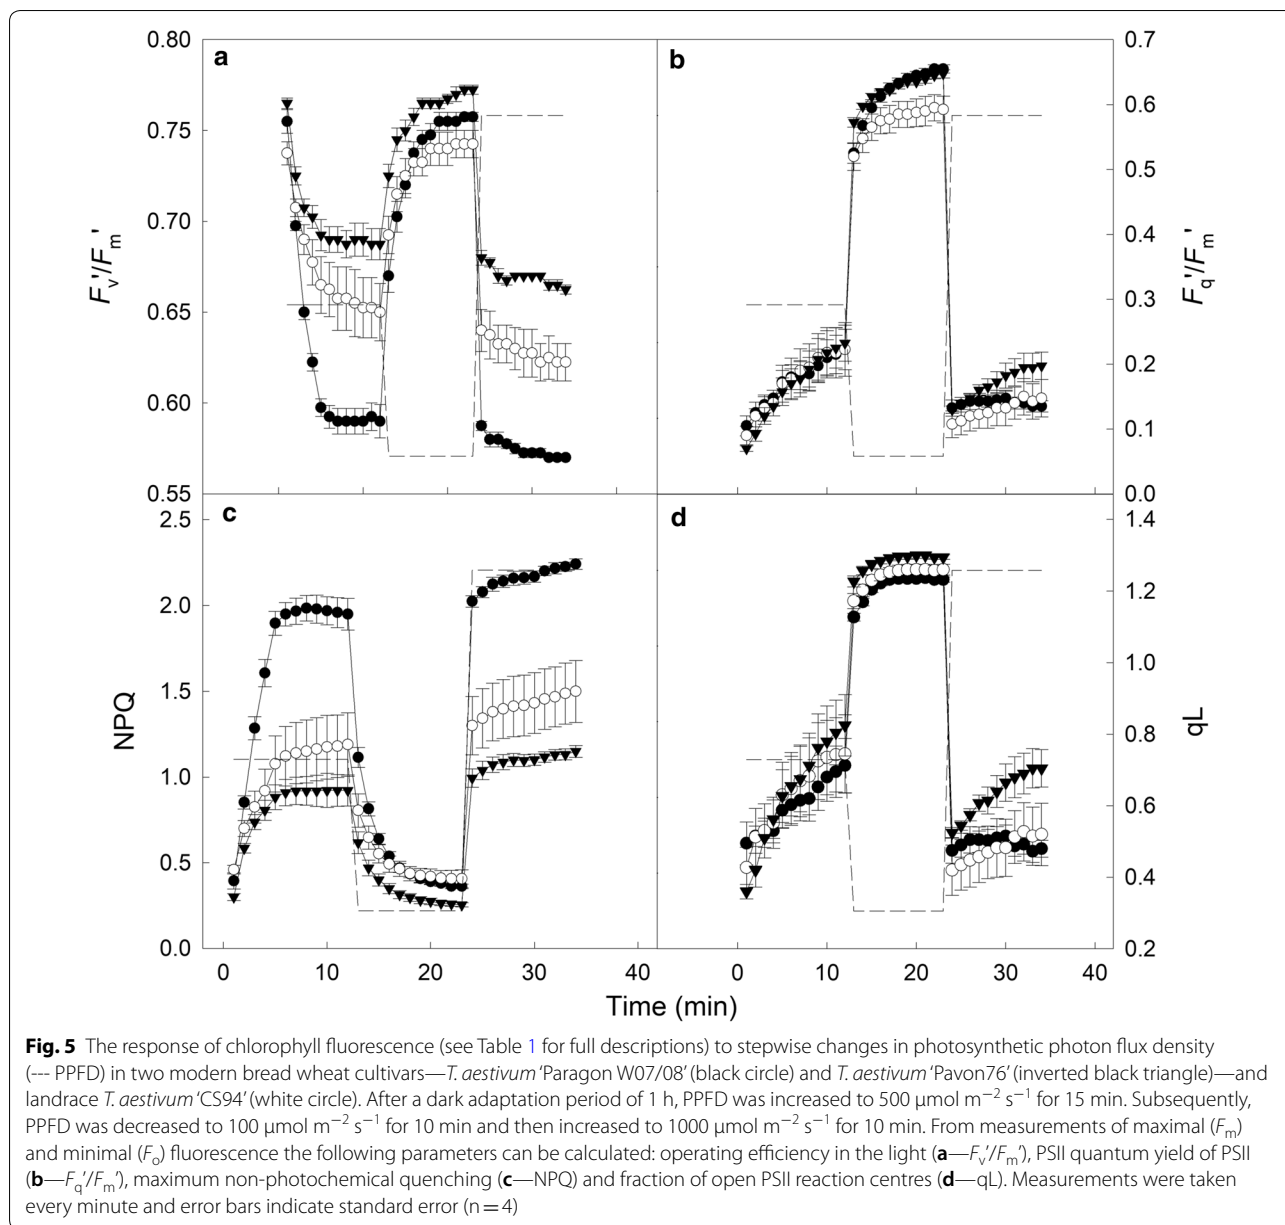 a
b
0.80
0.75
0.70
0.65
0.60
0.55
Fv'/Fm'
0.7
0.6
0.5
0.4
0.3
0.2
0.1
0.0
Fq'/Fm'
c
d
2.5
2.0
1.5
1.0
0.5
0.0
NPQ
1.4
1.2
1.0
0.8
0.6
0.4
0.2
qL
0 10 20 30 40 0 10 20 30 40
Time (min)
Fig. 5 The response of chlorophyll fluorescence (see Table 1 for full descriptions) to stepwise changes in photosynthetic photon flux density
(--- PPFD) in two modern bread wheat cultivars—T. aestivum ‘Paragon W07/08’ (black circle) and T. aestivum ‘Pavon76’ (inverted black triangle)—and
landrace T. aestivum ‘CS94’ (white circle). After a dark adaptation period of 1 h, PPFD was increased to 500 μmol m−2 s−1 for 15 min. Subsequently,
PPFD was decreased to 100 μmol m−2 s−1 for 10 min and then increased to 1000 μmol m−2 s−1 for 10 min. From measurements of maximal (Fm)
and minimal (Fo) fluorescence the following parameters can be calculated: operating efficiency in the light (a—Fv’/Fm’), PSII quantum yield of PSII
(b—Fq’/Fm’), maximum non-photochemical quenching (c—NPQ) and fraction of open PSII reaction centres (d—qL). Measurements were taken
every minute and error bars indicate standard error (n = 4)